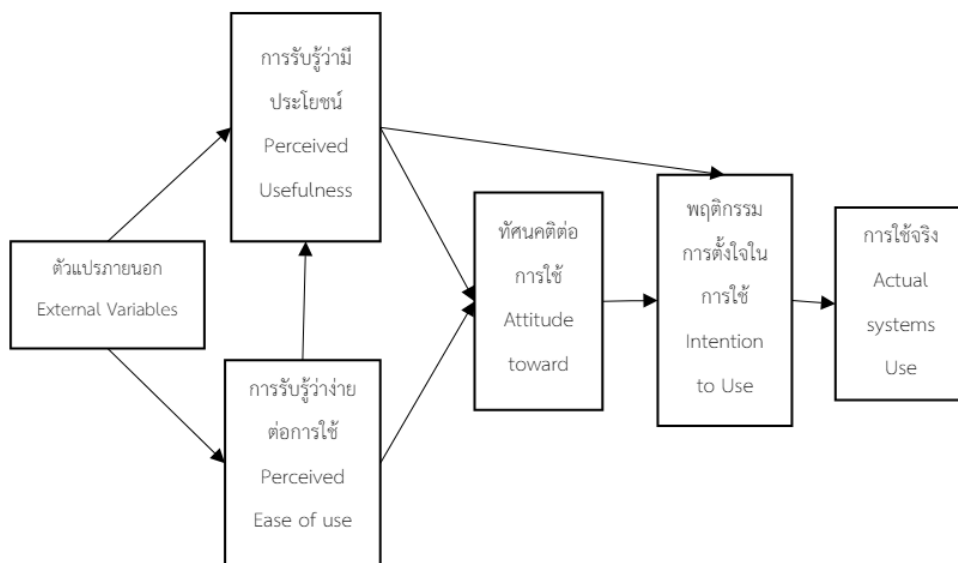 การรับรู้ว่ามี
ประโยชน์
Perceived
Usefulness
ตัวแปรภายนอก
External Variables
การรับรู้ว่าง่าย
ต่อการใช้
Perceived
Ease of use
ทัศนคติต่อ
การใช้
Attitude
toward
พฤติกรรม
การตั้งใจใน
การใช้
Intention
to Use
การใช้จริง
Actual
systems
Use